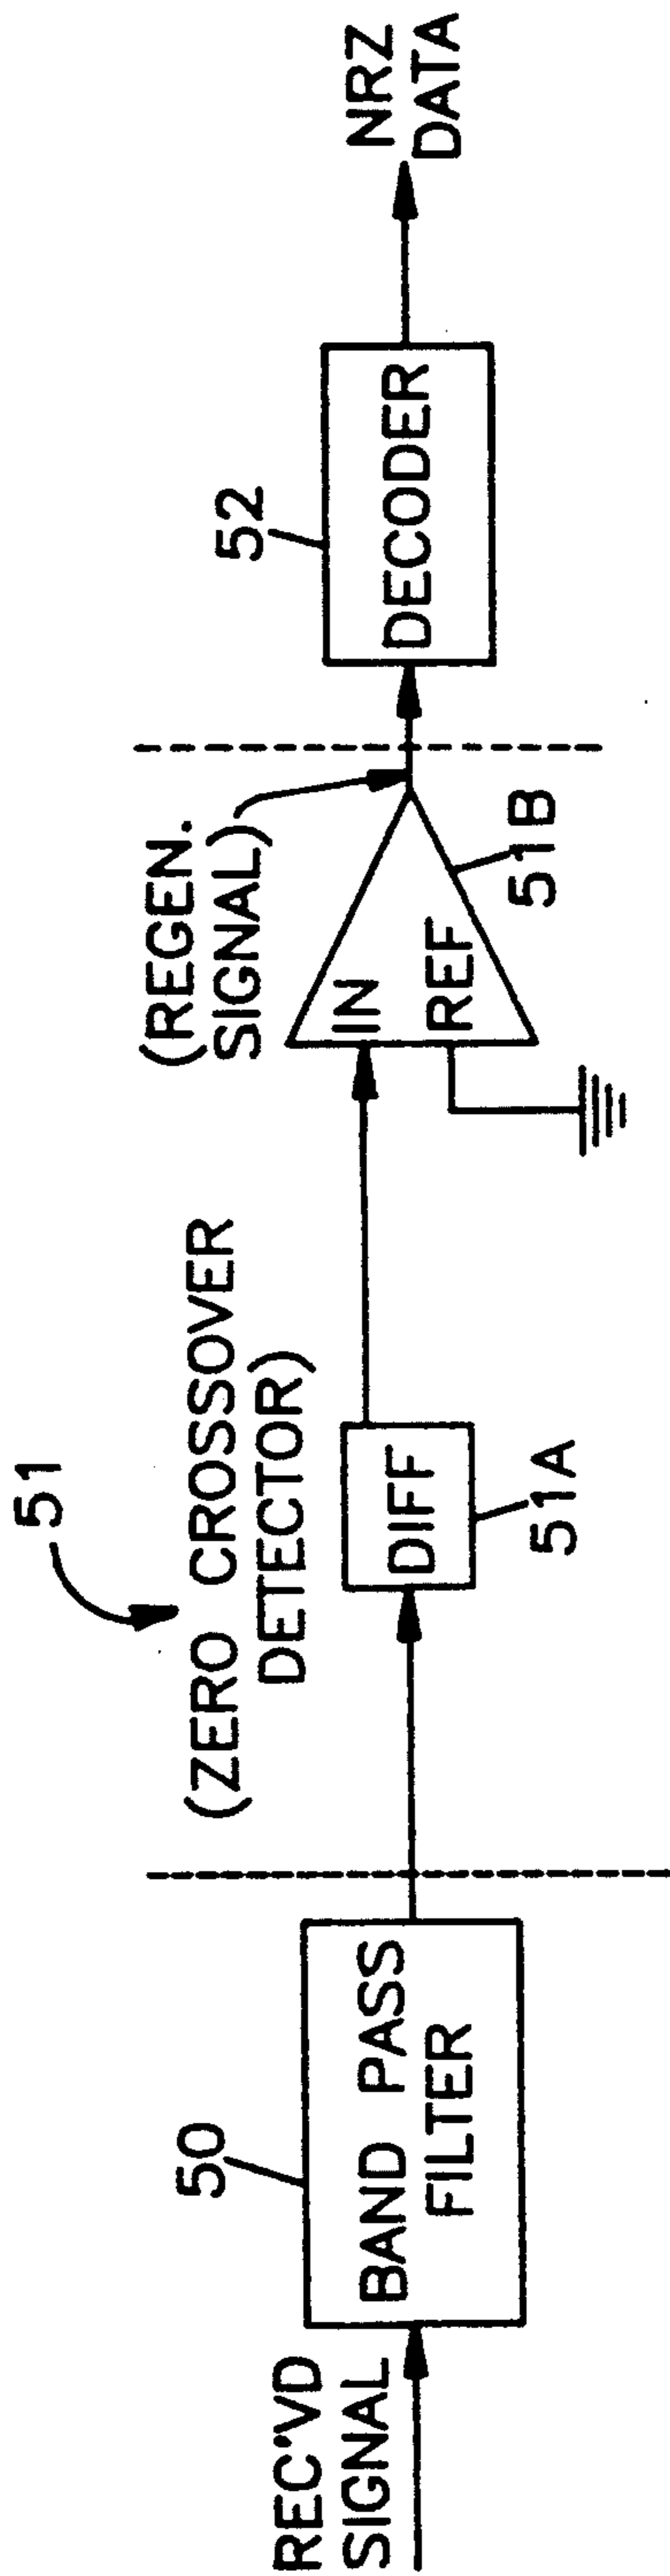 REC'VD
SIGNAL
50
BAND PASS
FILTER
51
(ZERO CROSSOVER
DETECTOR)
DIFF
51A
(REGEN.
SIGNAL)
IN
REF
51B
52
DECODER
NRZ
DATA